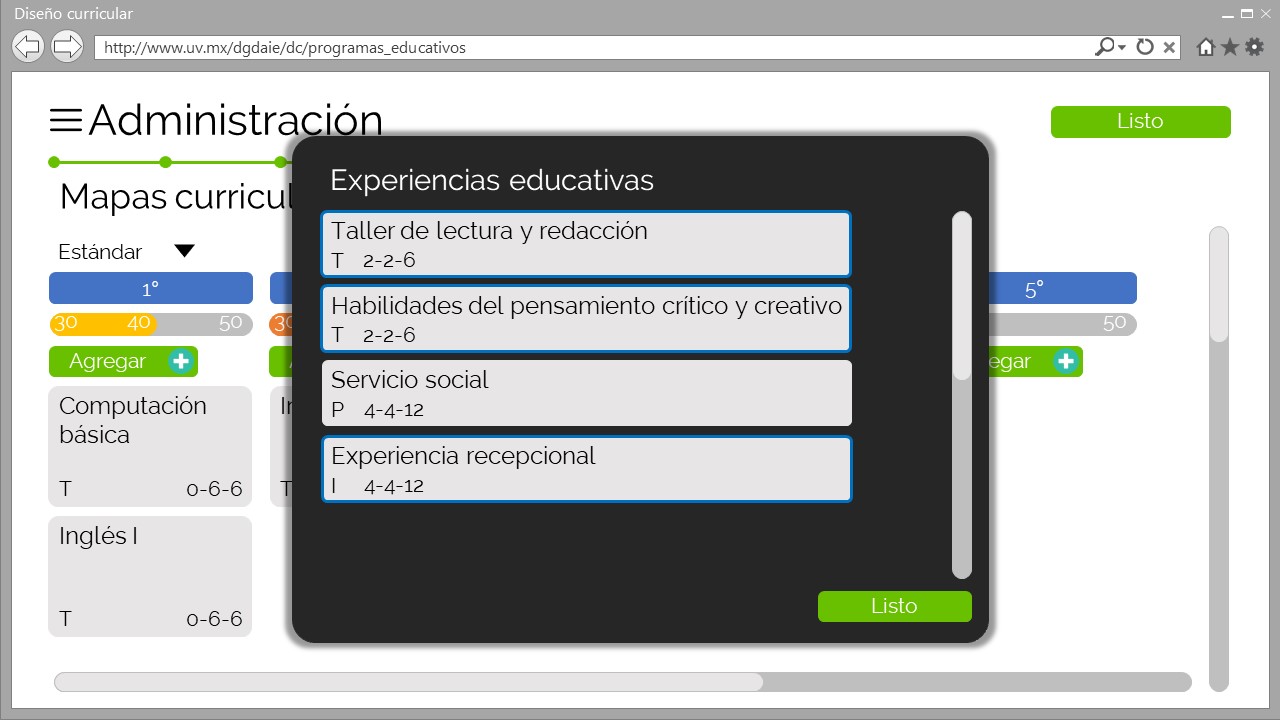 Diseño curricular
http://www.uv.mx/dgdaie/dc/programas_educativos
Administración
Listo
Mapas curricul
Estándar
1°
5°
30 40 50
30
50
Agregar
A
egar
Computación
básica
T 0-6-6
In
T
Inglés I
T 0-6-6
Experiencias educativas
Taller de lectura y redacción
T 2-2-6
Habilidades del pensamiento crítico y creativo
T 2-2-6
Servicio social
P 4-4-12
Experiencia recepcional
I 4-4-12
Listo